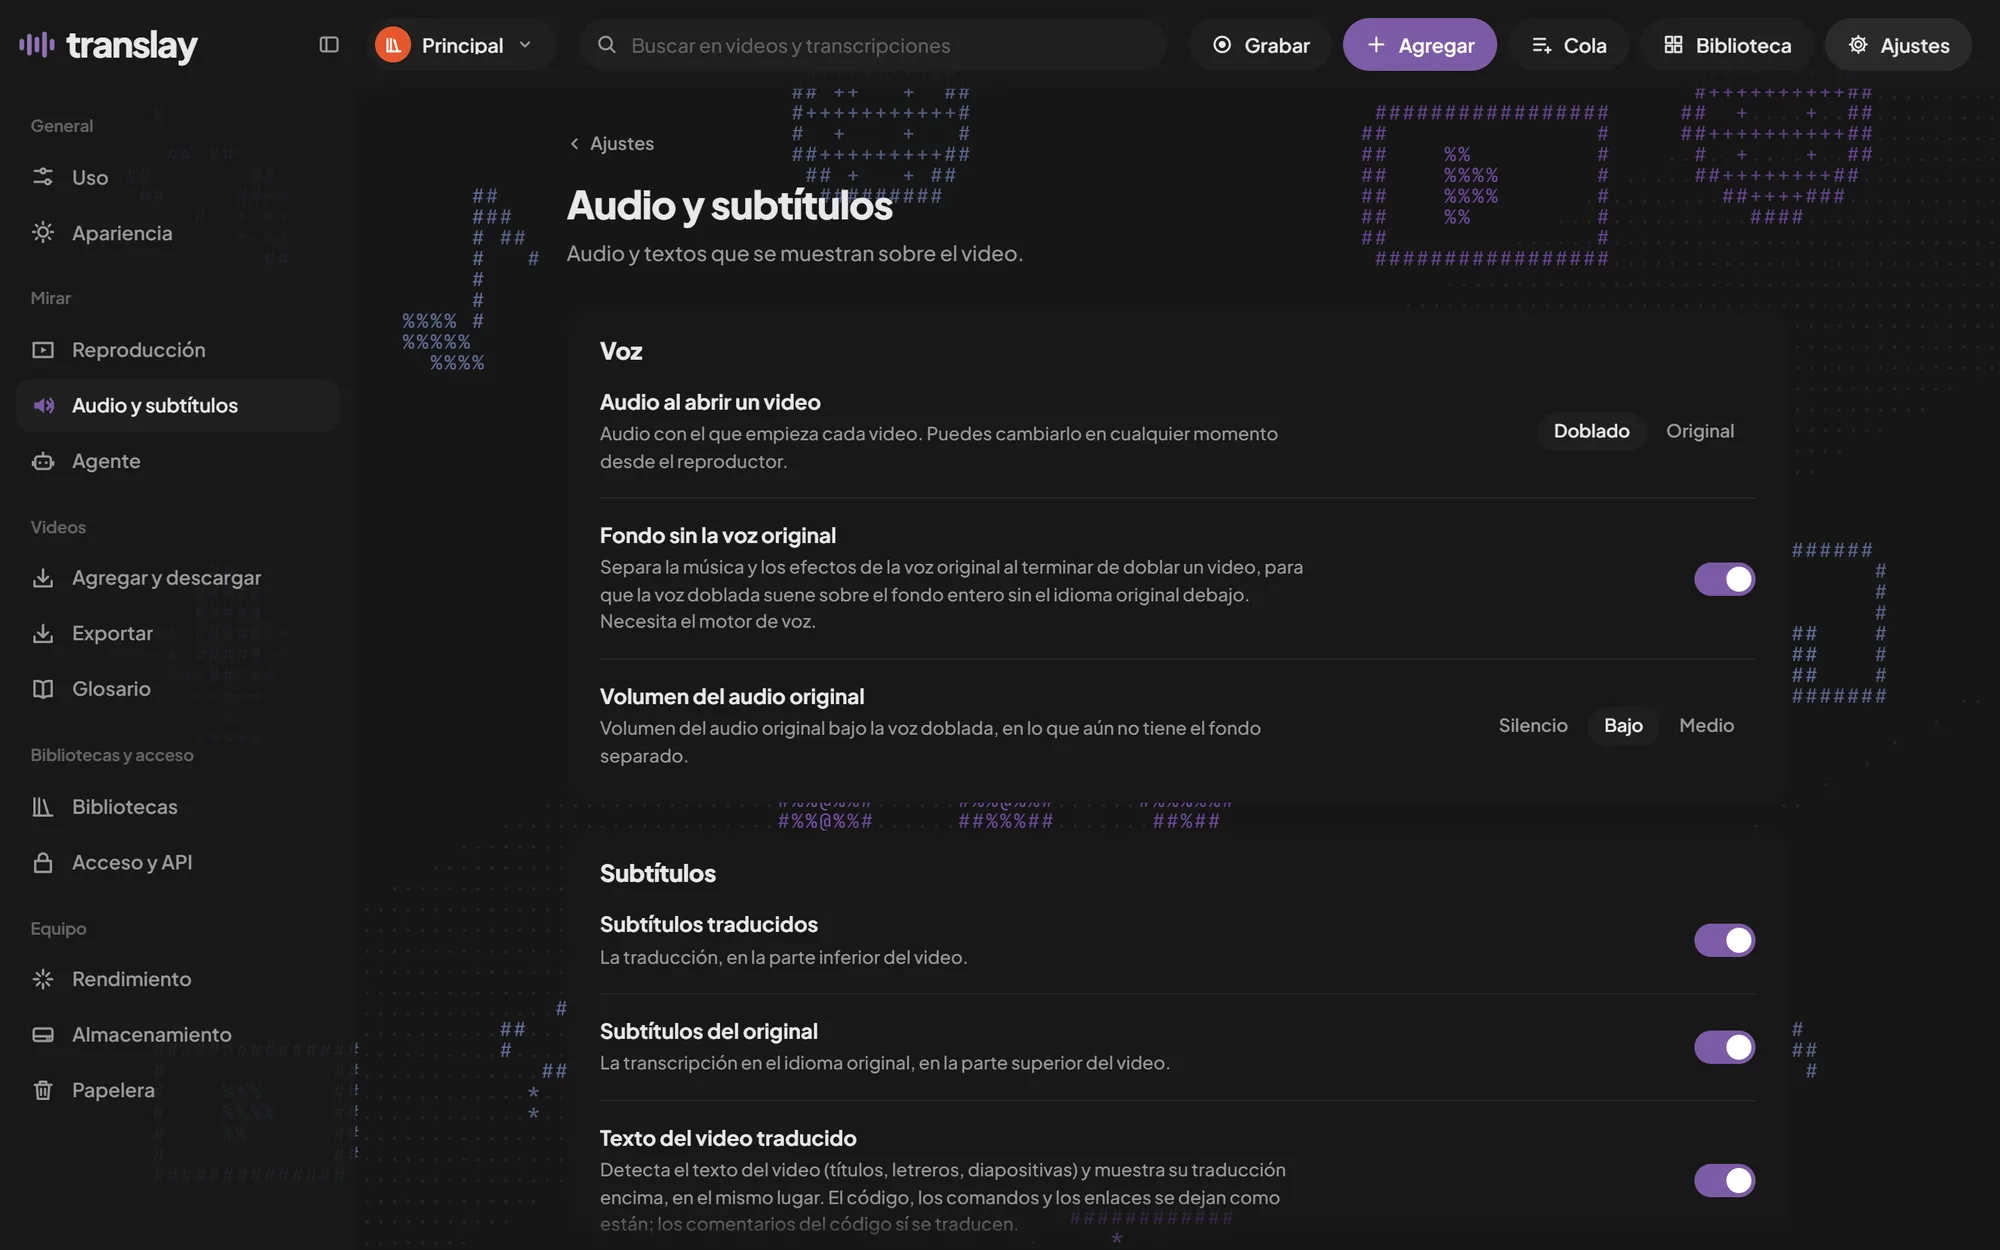 translay
Principal
Buscar en videos y transcripciones
Grabar
Agregar
Cola
Biblioteca
Ajustes
General
Uso
Apariencia
Mirar
Reproducción
Audio y subtítulos
Agente
Videos
Agregar y descargar
Exportar
Glosario
Bibliotecas y acceso
Bibliotecas
Acceso y API
Equipo
Rendimiento
Almacenamiento
Papelera
Ajustes
Audio y subtítulos
Audio y textos que se muestran sobre el video.
Voz
Audio al abrir un video
Audio con el que empieza cada video. Puedes cambiarlo en cualquier momento
desde el reproductor.
Doblado
Original
Fondo sin la voz original
Separa la música y los efectos de la voz original al terminar de doblar un video, para
que la voz doblada suene sobre el fondo entero sin el idioma original debajo.
Necesita el motor de voz.
Volumen del audio original
Volumen del audio original bajo la voz doblada, en lo que aún no tiene el fondo
separado.
Silencio
Bajo
Medio
Subtítulos
Subtítulos traducidos
La traducción, en la parte inferior del video.
Subtítulos del original
La transcripción en el idioma original, en la parte superior del video.
Texto del video traducido
Detecta el texto del video (títulos, letreros, diapositivas) y muestra su traducción
encima, en el mismo lugar. El código, los comandos y los enlaces se dejan como
están; los comentarios del código sí se traducen.